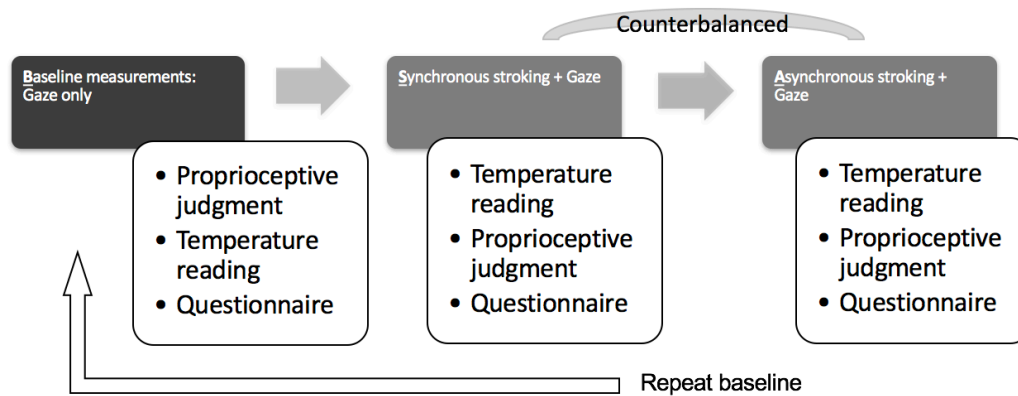 Counterbalanced
Baseline measurements:
Gaze only
Synchronous stroking + Gaze
Asynchronous stroking +
Gaze
• Proprioceptive
judgment
• Temperature
reading
• Questionnaire
• Temperature
reading
• Proprioceptive
judgment
• Questionnaire
• Temperature
reading
• Proprioceptive
judgment
• Questionnaire
Repeat baseline